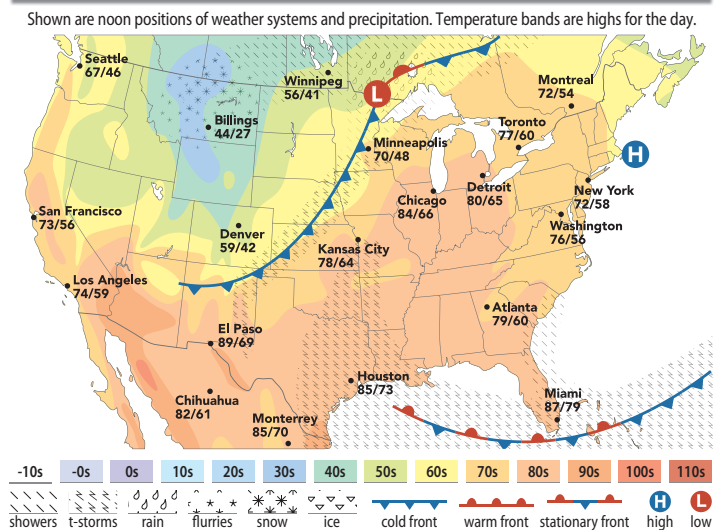 Shown are noon positions of weather systems and precipitation. Temperature bands are highs for the day.
Seattle
67/46
Winnipeg
56/41
L
Montreal
72/54
Billings
44/27
Toronto
77/60
Minneapolis
70/48
H
Chicago
84/66
Detroit
80/65
New York
72/58
San Francisco
73/56
Denver
59/42
Kansas City
78/64
Washington
76/56
Los Angeles
74/59
Atlanta
79/60
El Paso
89/69
Houston
85/73
Chihuahua
82/61
Miami
87/79
Monterrey
85/70
-10s -0s 0s 10s 20s 30s 40s 50s 60s 70s 80s 90s 100s 110s
H L
showers t-storms rain flurries snow ice cold front warm front stationary front high low